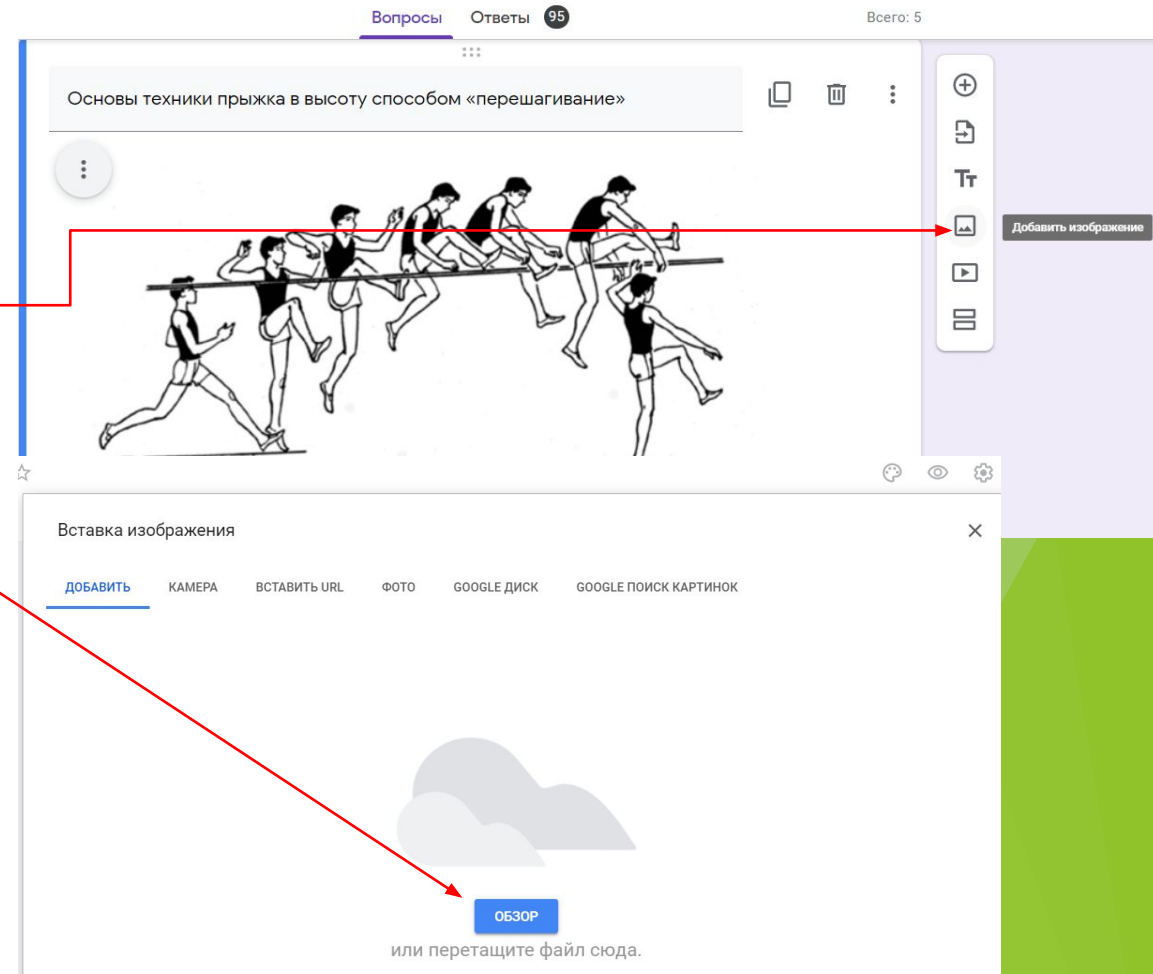 Вопросы Ответы 95 Всего: 5
Основы техники прыжка в высоту способом «перешагивание»
Тт
Добавить изображение
Вставка изображения
ДОБАВИТЬ КАМЕРА ВСТАВИТЬ URL ФОТО GOOGLE ДИСК GOOGLE ПОИСК КАРТИНОК
ОБЗОР
или перетащите файл сюда.